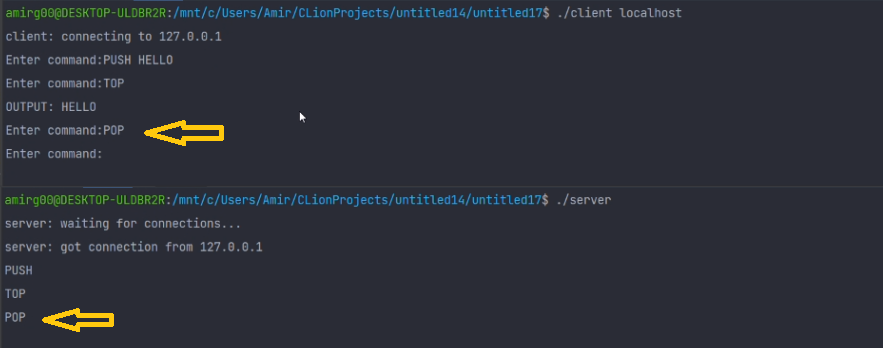 amirg00@DESKTOP-ULDBR2R:/mnt/c/Users/Amir/CLionProjects/untitled14/untitled17$ ./client localhost
client: connecting to 127.0.0.1
Enter command:PUSH HELLO
Enter command:TOP
OUTPUT: HELLO
Enter command:POP
Enter command:
amirg00@DESKTOP-ULDBR2R:/mnt/c/Users/Amir/CLionProjects/untitled14/untitled17$ ./server
server: waiting for connections...
server: got connection from 127.0.0.1
PUSH
TOP
POP